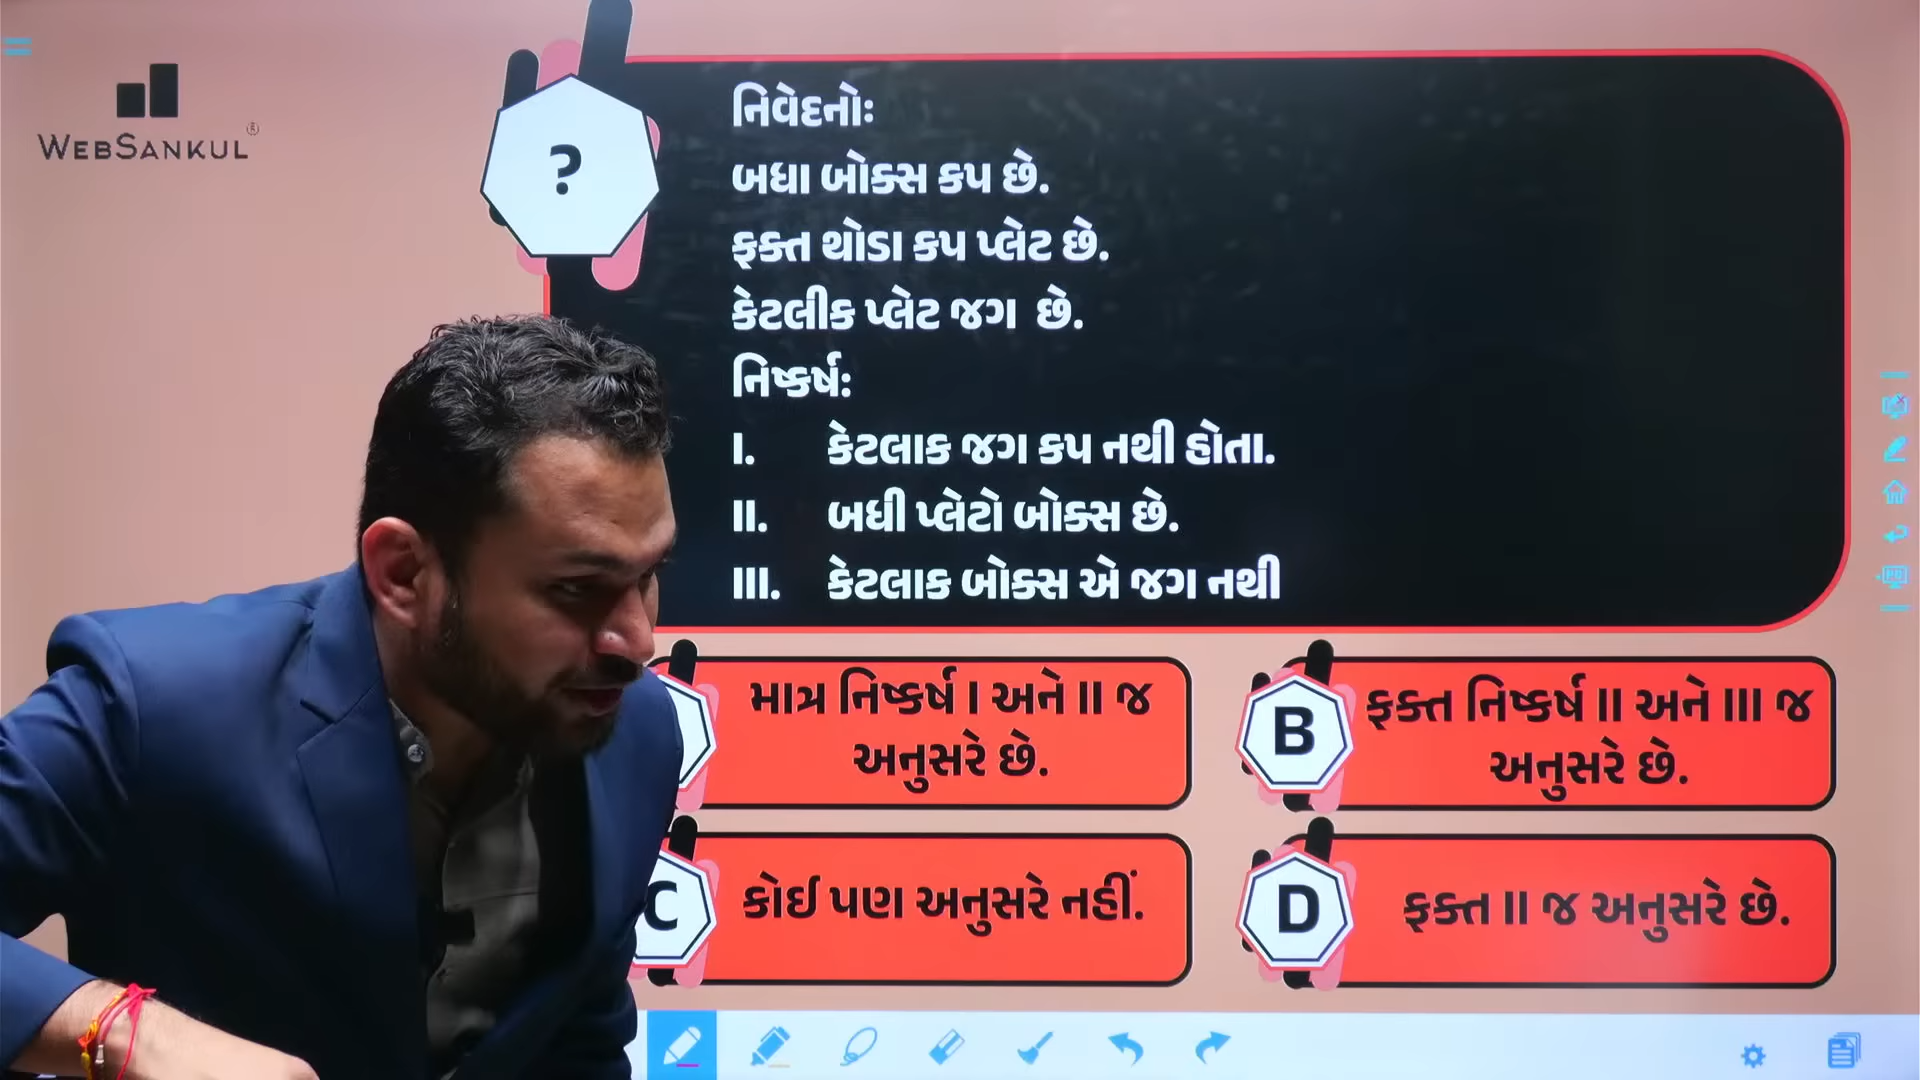 WEBSANKUL®
?
નિવેદનોઃ
બધા બોક્સ કપ છે.
ફક્ત થોડા કપ પ્લેટ છે.
કેટલીક પ્લેટ જગ છે.
નિષ્કર્ષઃ
I. કેટલાક જગ કપ નથી હોતા.
II. બધી પ્લેટો બોક્સ છે.
III. કેટલાક બોક્સ એ જગ નથી
માત્ર નિષ્કર્ષ I અને II જ
અનુસરે છે.
B
ફક્ત નિષ્કર્ષ II અને III જ
અનુસરે છે.
C
કોઈ પણ અનુસરે નહીં.
D
ફક્ત II જ અનુસરે છે.